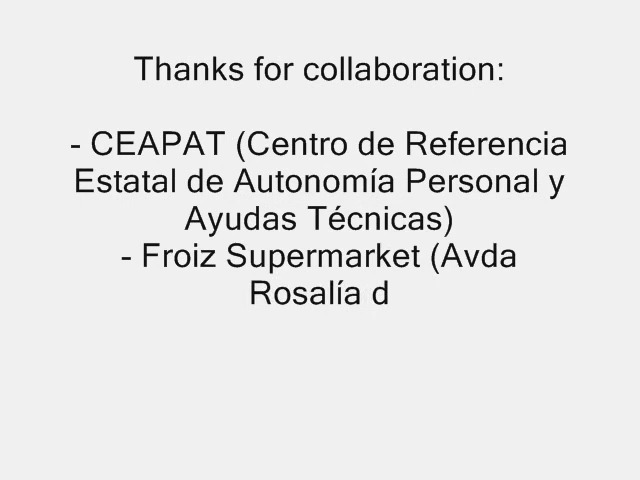 Thanks for collaboration:
- CEAPAT (Centro de Referencia
Estatal de Autonomía Personal y
Ayudas Técnicas)
- Froiz Supermarket (Avda
Rosalía d